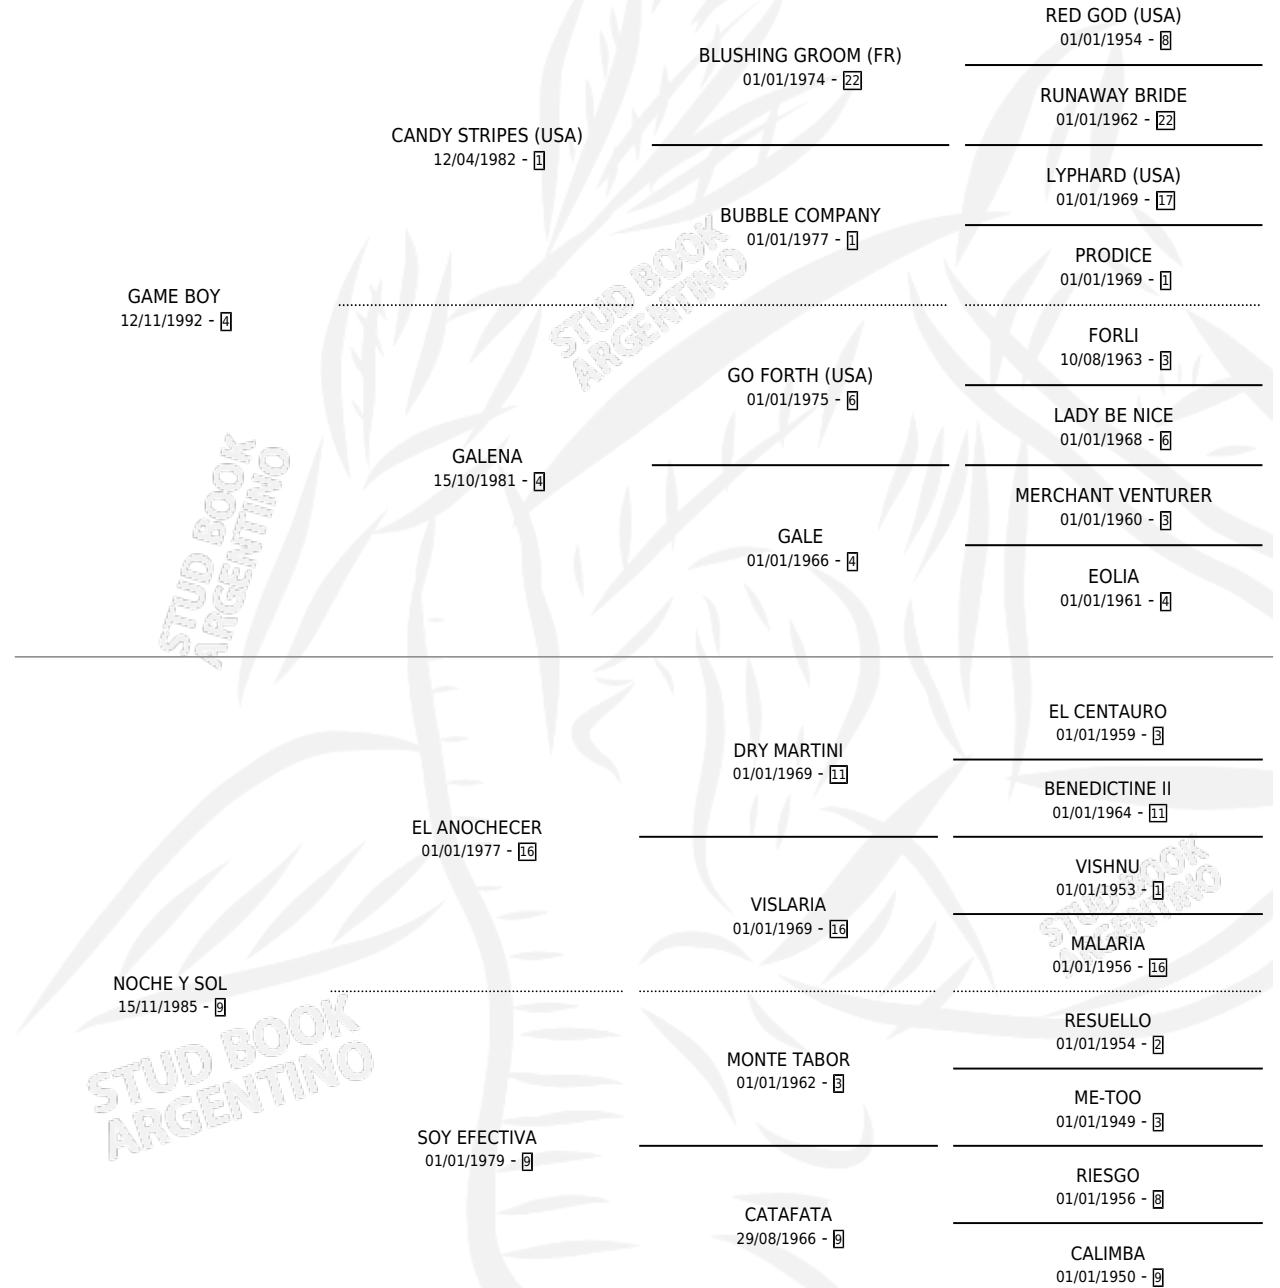 RED GOD (USA)
01/01/1954 - 8
BLUSHING GROOM (FR)
01/01/1974 - 22
RUNAWAY BRIDE
01/01/1962 - 22
CANDY STRIPES (USA)
12/04/1982 - 1
LYPHARD (USA)
01/01/1969 - 17
BUBBLE COMPANY
01/01/1977 - 1
PRODICE
01/01/1969 - 1
GAME BOY
12/11/1992 - 4
FORLI
10/08/1963 - 3
GO FORTH (USA)
01/01/1975 - 6
LADY BE NICE
01/01/1968 - 6
GALENA
15/10/1981 - 4
MERCHANT VENTURER
01/01/1960 - 3
GALE
01/01/1966 - 4
EOLIA
01/01/1961 - 4
EL CENTAURO
01/01/1959 - 3
DRY MARTINI
01/01/1969 - 11
BENEDICTINE II
01/01/1964 - 11
EL ANOCHECER
01/01/1977 - 16
VISHNU
01/01/1953 - 1
VISLARIA
01/01/1969 - 16
MALARIA
01/01/1956 - 16
NOCHE Y SOL
15/11/1985 - 9
RESUELLO
01/01/1954 - 2
MONTE TABOR
01/01/1962 - 3
ME-TOO
01/01/1949 - 3
SOY EFECTIVA
01/01/1979 - 9
RIESGO
01/01/1956 - 8
CATAFATA
29/08/1966 - 9
CALIMBA
01/01/1950 - 9
STUD BOOK
ARGENTINO
STUD BOOK
ARGENTINO
STUD BOOK
ARGENTINO
STUD BOOK
ARGENTINO